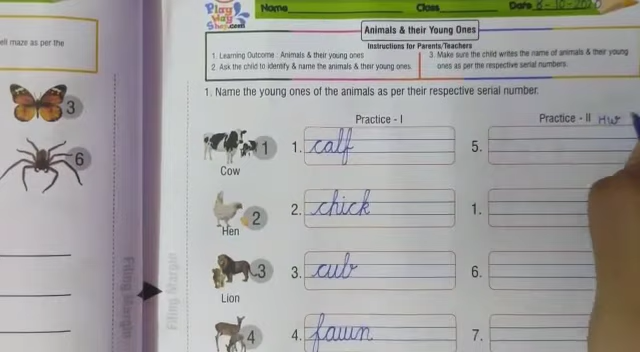 Play
Way
Shop.com
Name Class Date 8-10-2020
Animals & their Young Ones
Instructions for Parents/Teachers
1. Learning Outcome : Animals & their young ones
2. Ask the child to identify & name the animals & their young ones.
3. Make sure the child writes the name of animals & their young
ones as per the respective serial numbers.
ell maze as per the
3
6
Filing Margin
Filing Margin
1. Name the young ones of the animals as per their respective serial number.
Practice - I Practice - II HW
1 1. calf 5.
Cow
2 2. chick 1.
Hen
3 3. cub 6.
Lion
4 4. fawn 7.